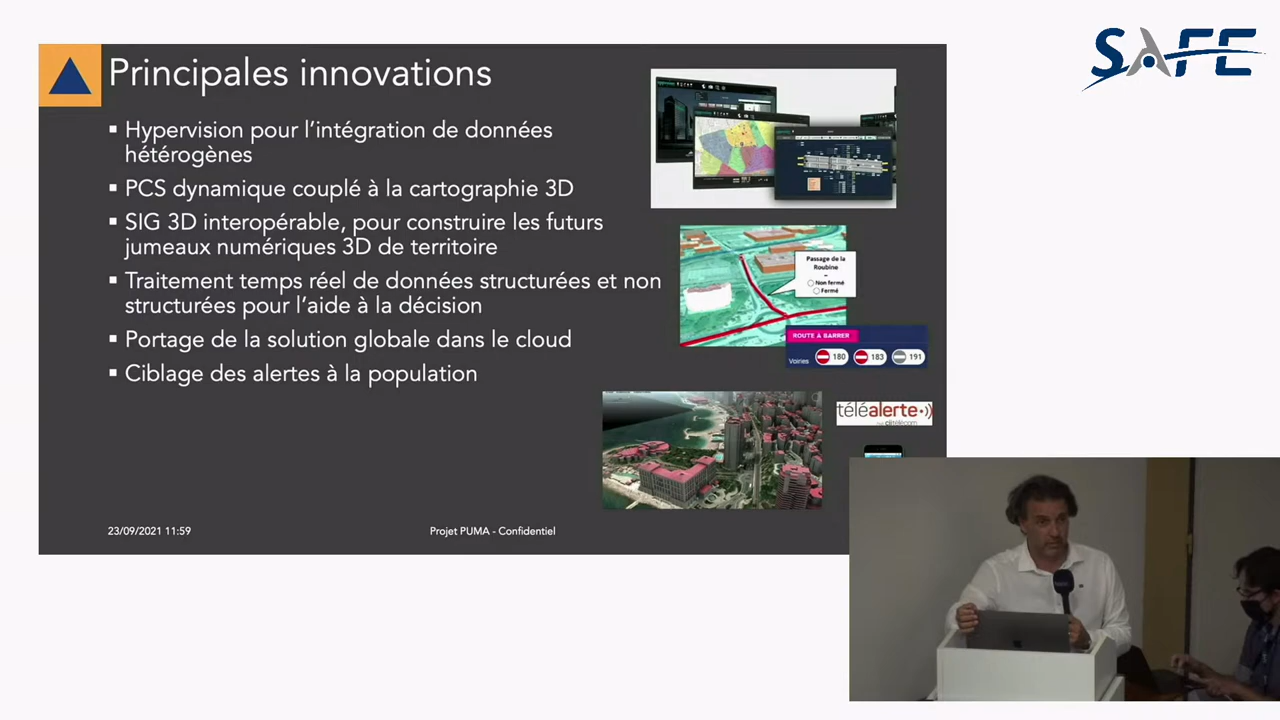 SAFE
Principales innovations
Hypervision pour l'intégration de données
hétérogènes
PCS dynamique couplé à la cartographie 3D
SIG 3D interopérable, pour construire les futurs
jumeaux numériques 3D de territoire
Traitement temps réel de données structurées et non
structurées pour l'aide à la décision
Portage de la solution globale dans le cloud
Ciblage des alertes à la population
Passage de la
Roubine
–
Non fermé
Fermé
ROUTE A BARRER
Voiries 180 183 191
téléalerte
ciitélécom
23/09/2021 11:59
Projet PUMA - Confidentiel